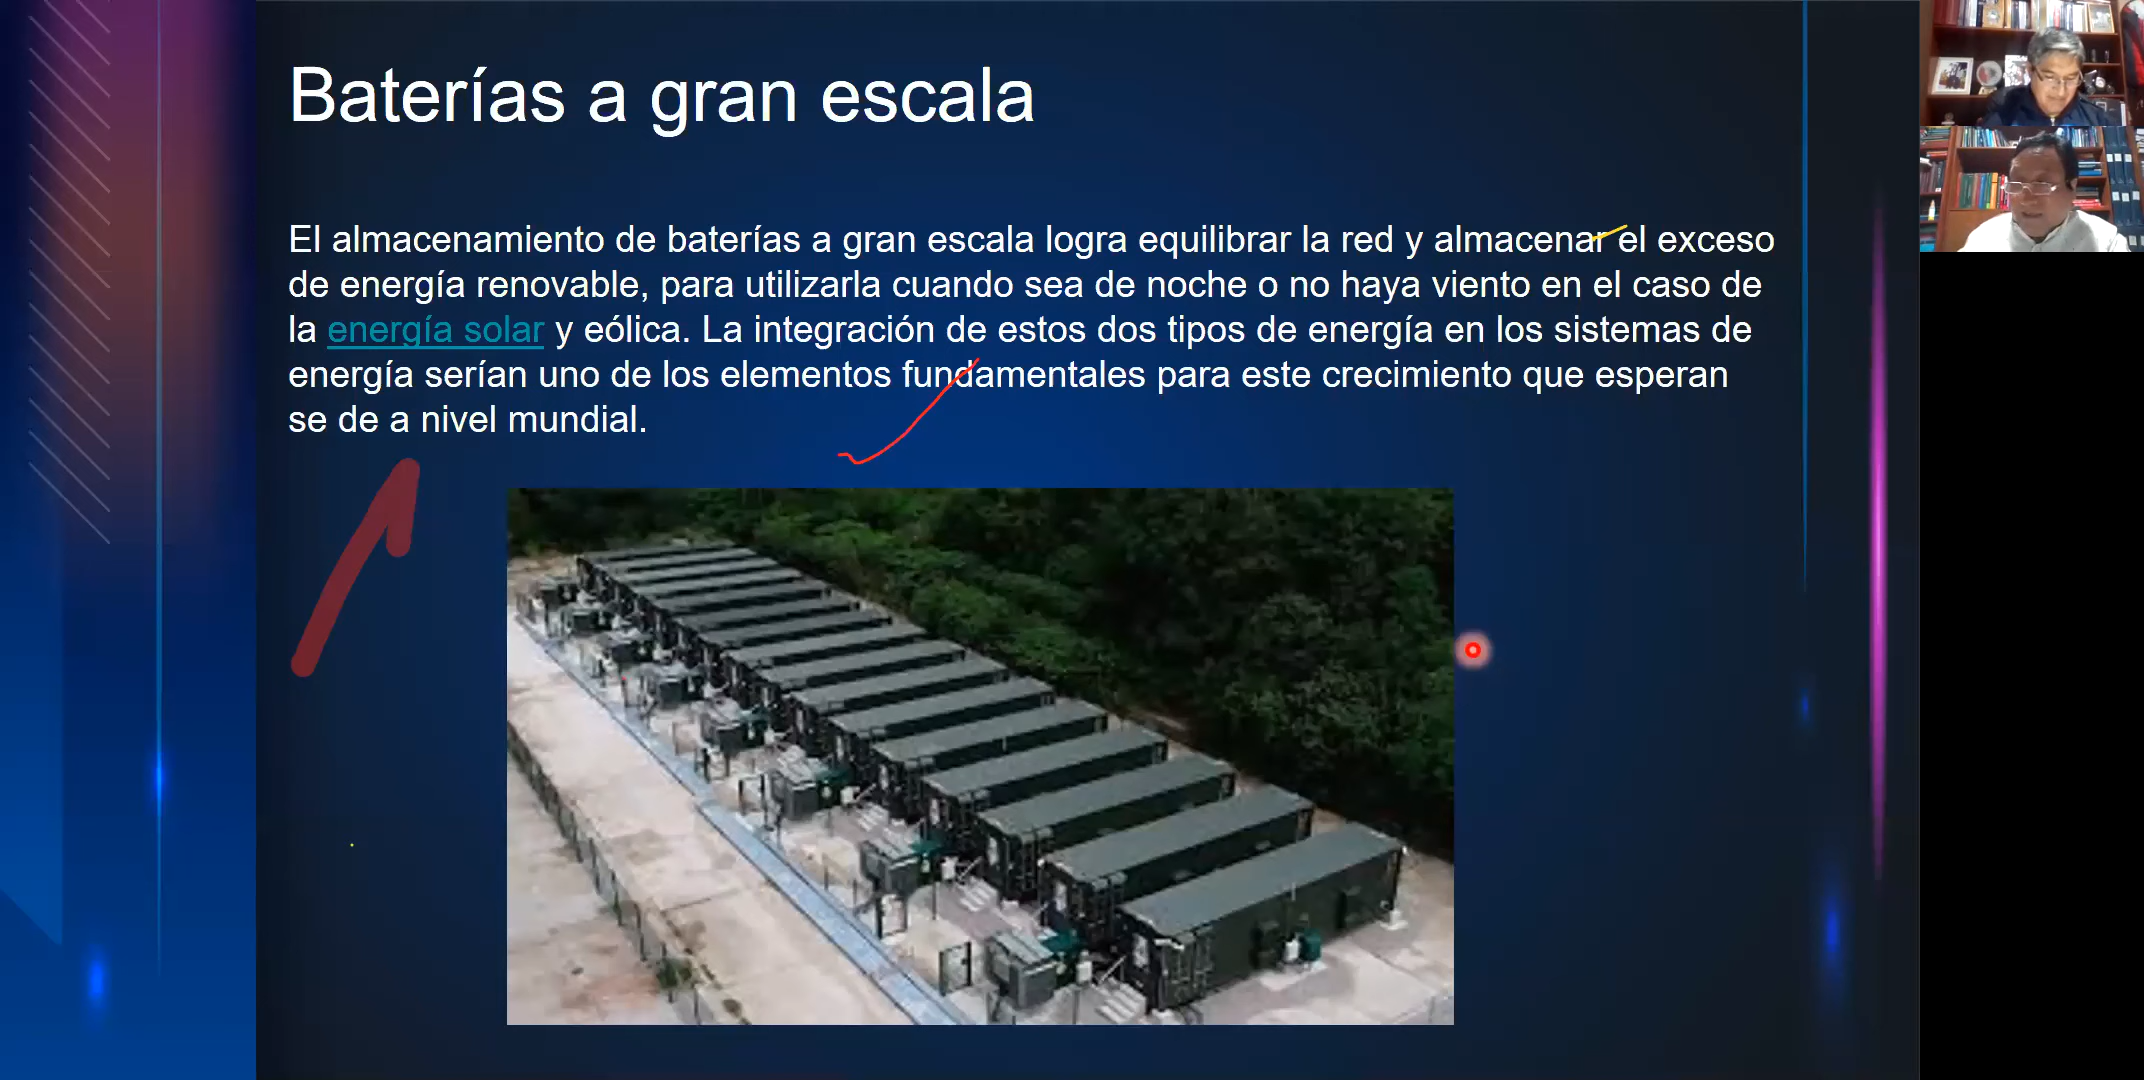 Baterías a gran escala
El almacenamiento de baterías a gran escala logra equilibrar la red y almacenar el exceso
de energía renovable, para utilizarla cuando sea de noche o no haya viento en el caso de
la energía solar y eólica. La integración de estos dos tipos de energía en los sistemas de
energía serían uno de los elementos fundamentales para este crecimiento que esperan
se de a nivel mundial.